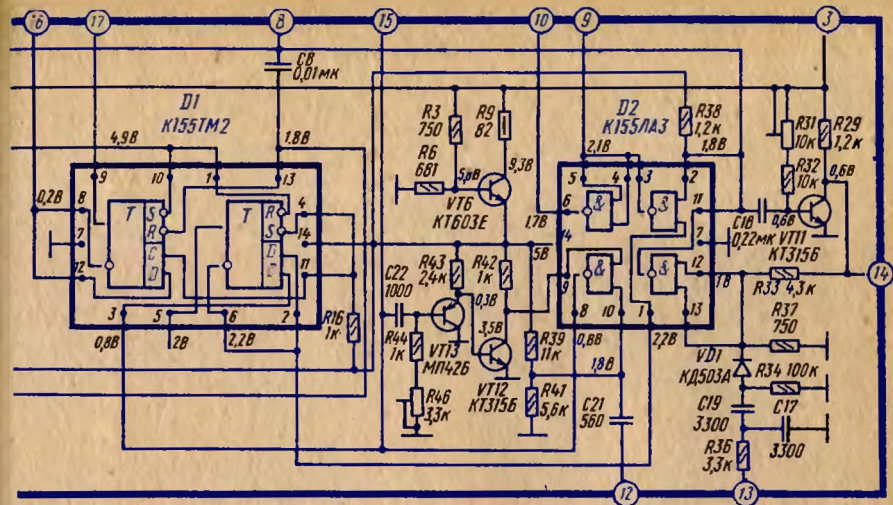 16 17 8 15 10 9 3
C8
0,01мк
D1
К155ТМ2
4,9В
1,8В
R3
750
R9
82
R6
681
9,3В
VT6
КТ603Е
D2
К155ЛА3
2,1В
R38
1,2к
1,8В
R31
10к
R29
1,2к
R32
10к
0,6В
0,6В
C18
0,22мк
VT11
КТ315Б
9 10 1 13
0,2В
8
7
12
T
S
R
C
D
T
R
S
D
C
4
14
11
3 5 6 2
0,8В
2В
2,2В
R16
1к
C22
1000
R43
2,4к
R42
1к
5В
0,3В
3,5В
R44
1к
VT13
МП42Б
R46
3,3к
VT12
КТ315Б
R39
11к
1,8В
R41
5,6к
C21
560
1,7В
5 4 3 2
6
14
9
&
&
&
&
11
7
12
8 10 1 13
0,8В
2,2В
1В
R33 4,3к
14
R37
750
VD1
КД503А
R34 100к
C19
3300
C17
3300
R36
3,3к
12
13